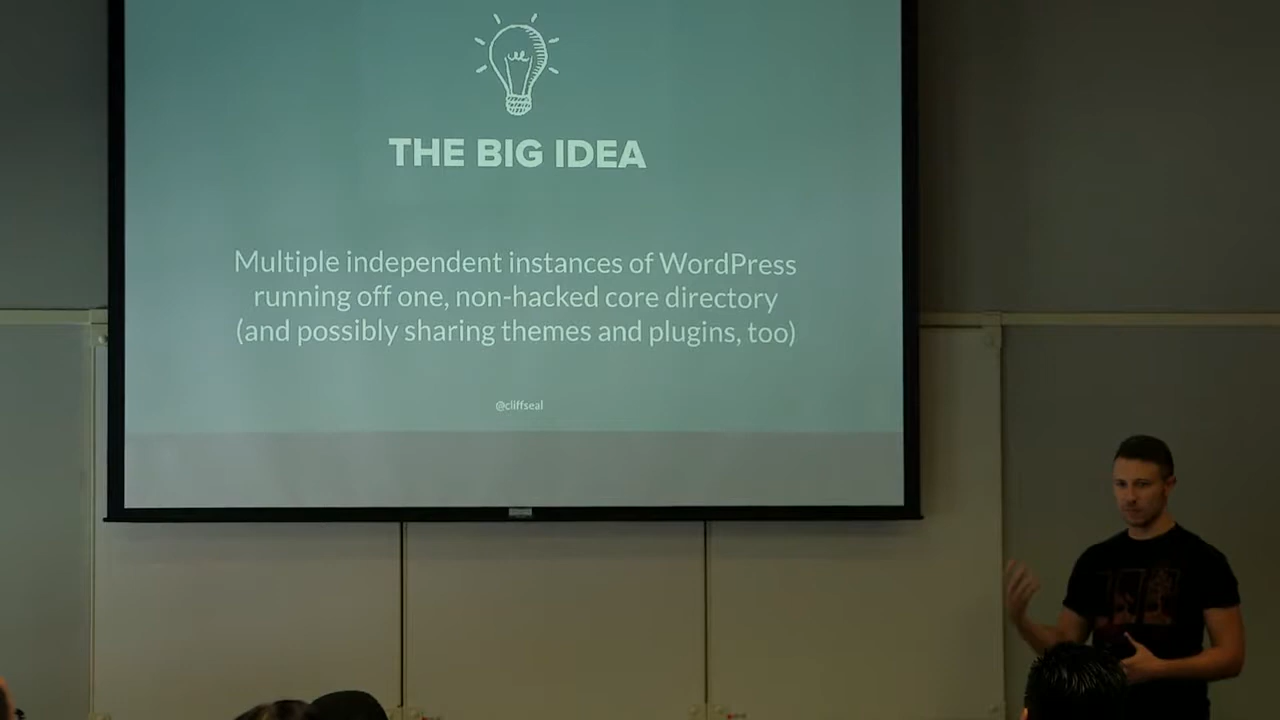 THE BIG IDEA
Multiple independent instances of WordPress
running off one, non-hacked core directory
(and possibly sharing themes and plugins, too)
@cliffseal